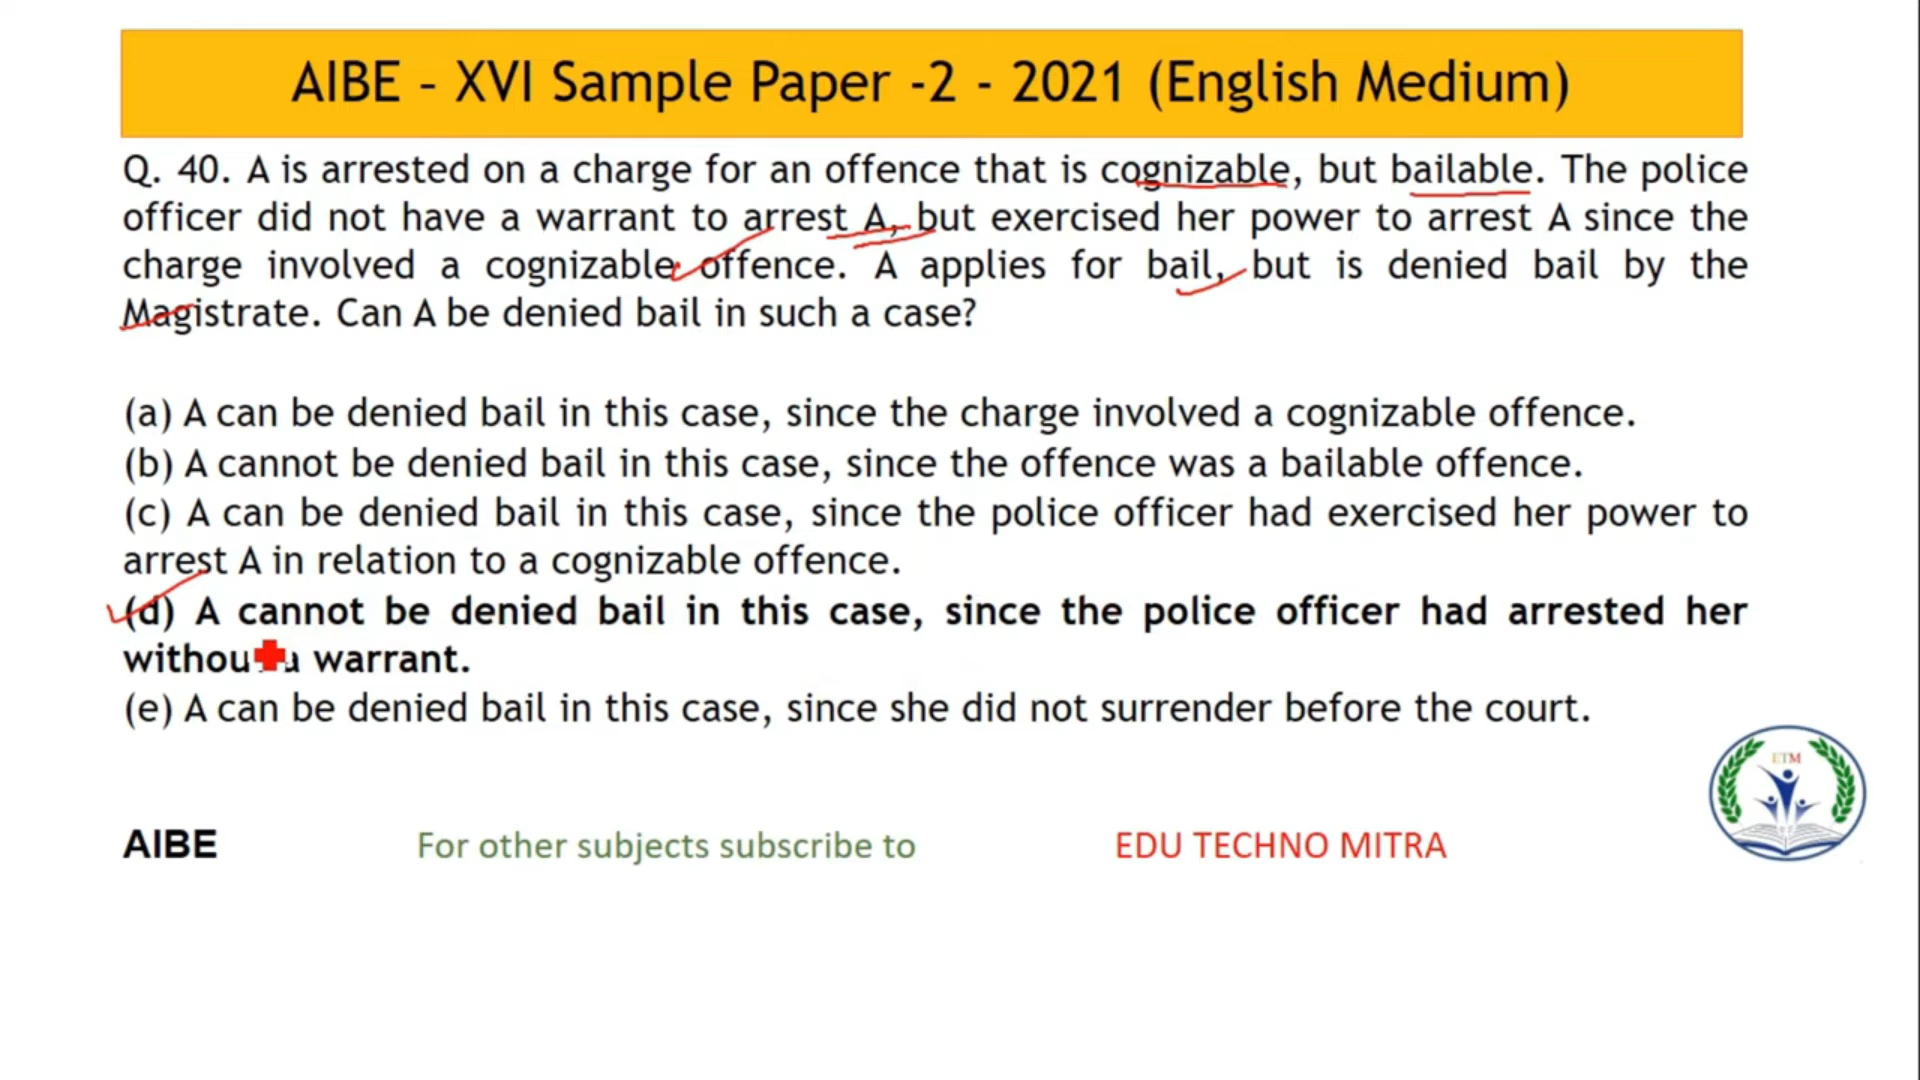 AIBE – XVI Sample Paper -2 - 2021 (English Medium)
Q. 40. A is arrested on a charge for an offence that is cognizable, but bailable. The police
officer did not have a warrant to arrest A, but exercised her power to arrest A since the
charge involved a cognizable offence. A applies for bail, but is denied bail by the
Magistrate. Can A be denied bail in such a case?
(a) A can be denied bail in this case, since the charge involved a cognizable offence.
(b) A cannot be denied bail in this case, since the offence was a bailable offence.
(c) A can be denied bail in this case, since the police officer had exercised her power to
arrest A in relation to a cognizable offence.
(d) A cannot be denied bail in this case, since the police officer had arrested her
without a warrant.
(e) A can be denied bail in this case, since she did not surrender before the court.
ETM
AIBE For other subjects subscribe to EDU TECHNO MITRA